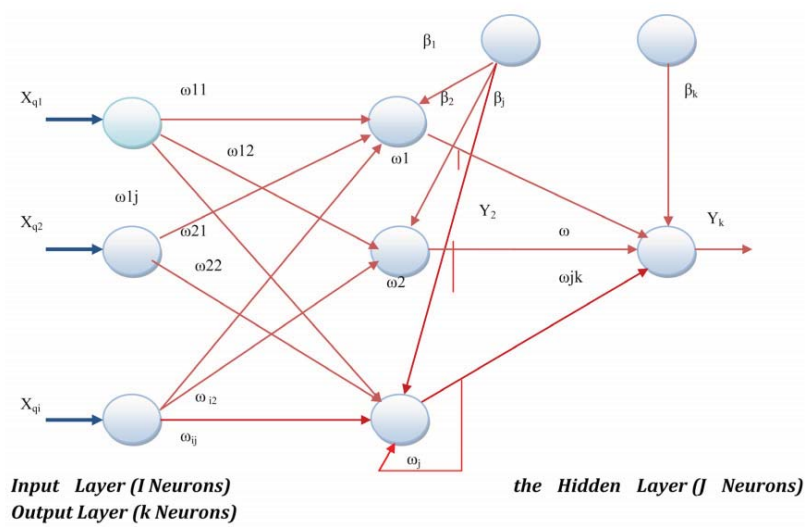 β1
Xq1
ω11
β2
βj
βk
ω12
ω1
ω1j
Xq2
ω21
Y2
ω
Yk
ω22
ω2
ωjk
Xqi
ω i2
ωij
ωj
Input Layer (I Neurons)
the Hidden Layer (J Neurons)
Output Layer (k Neurons)